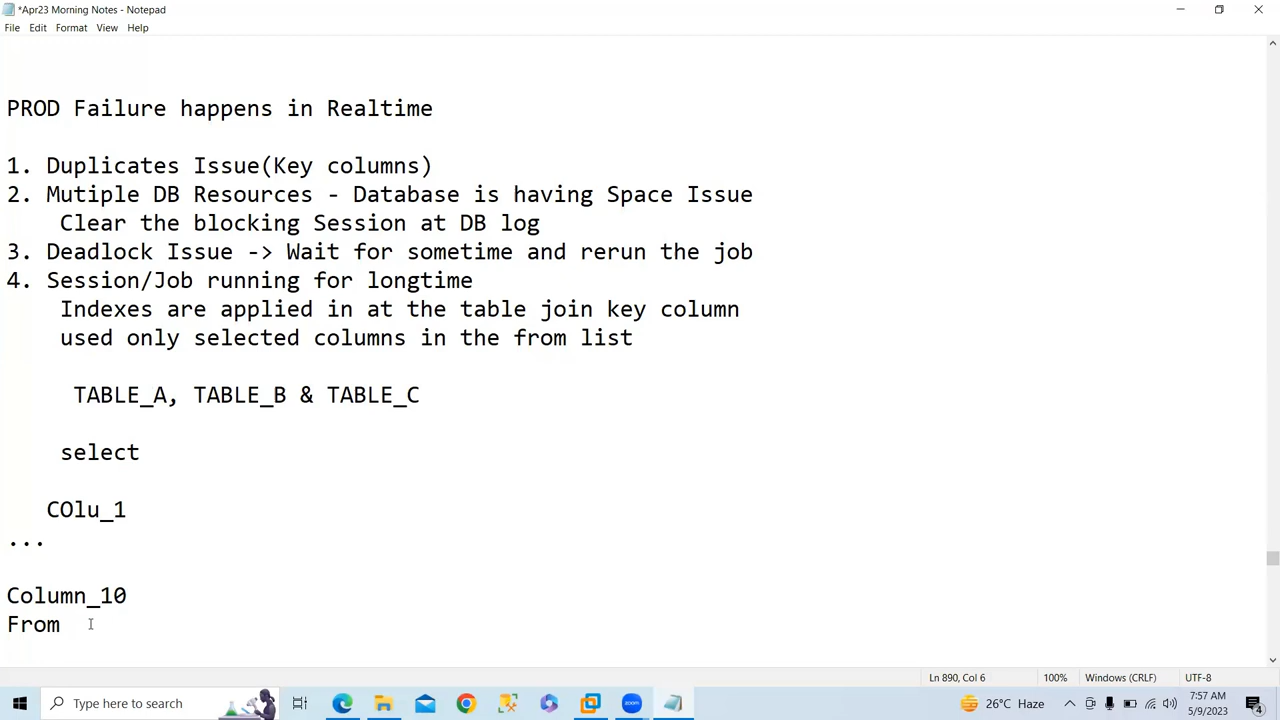 *Apr23 Morning Notes - Notepad
File Edit Format View Help
PROD Failure happens in Realtime
1. Duplicates Issue(Key columns)
2. Mutiple DB Resources - Database is having Space Issue
Clear the blocking Session at DB log
3. Deadlock Issue -> Wait for sometime and rerun the job
4. Session/Job running for longtime
Indexes are applied in at the table join key column
used only selected columns in the from list
TABLE_A, TABLE_B & TABLE_C
select
COlu_1
...
Column_10
From
Ln 890, Col 6 100% Windows (CRLF) UTF-8
Type here to search
zoom
26°C Haze
7:57 AM
5/9/2023
4